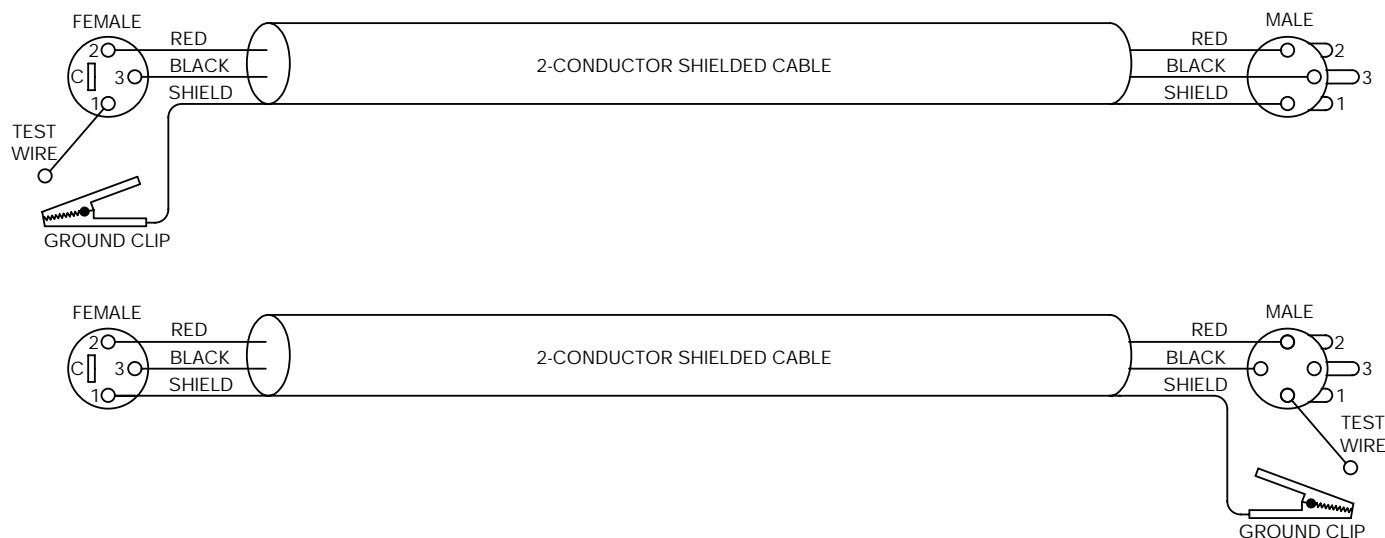 FEMALE
MALE
2 RED
RED 2
C 3 BLACK
2-CONDUCTOR SHIELDED CABLE
BLACK 3
1 SHIELD
SHIELD 1
TEST
WIRE
GROUND CLIP
FEMALE
MALE
2 RED
RED 2
C 3 BLACK
2-CONDUCTOR SHIELDED CABLE
BLACK 3
1 SHIELD
SHIELD 1
TEST
WIRE
GROUND CLIP